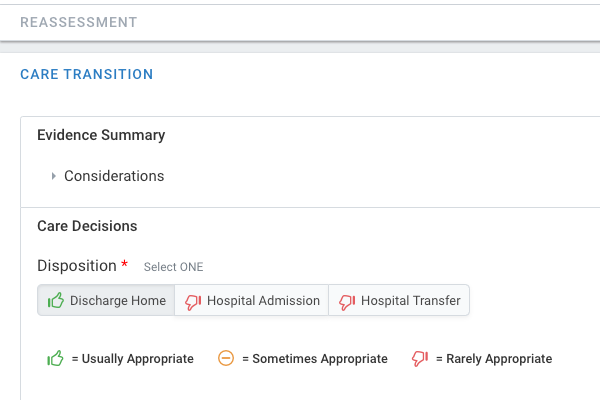 REASSESSMENT
CARE TRANSITION
Evidence Summary
Considerations
Care Decisions
Disposition * Select ONE
Discharge Home Hospital Admission Hospital Transfer
= Usually Appropriate = Sometimes Appropriate = Rarely Appropriate